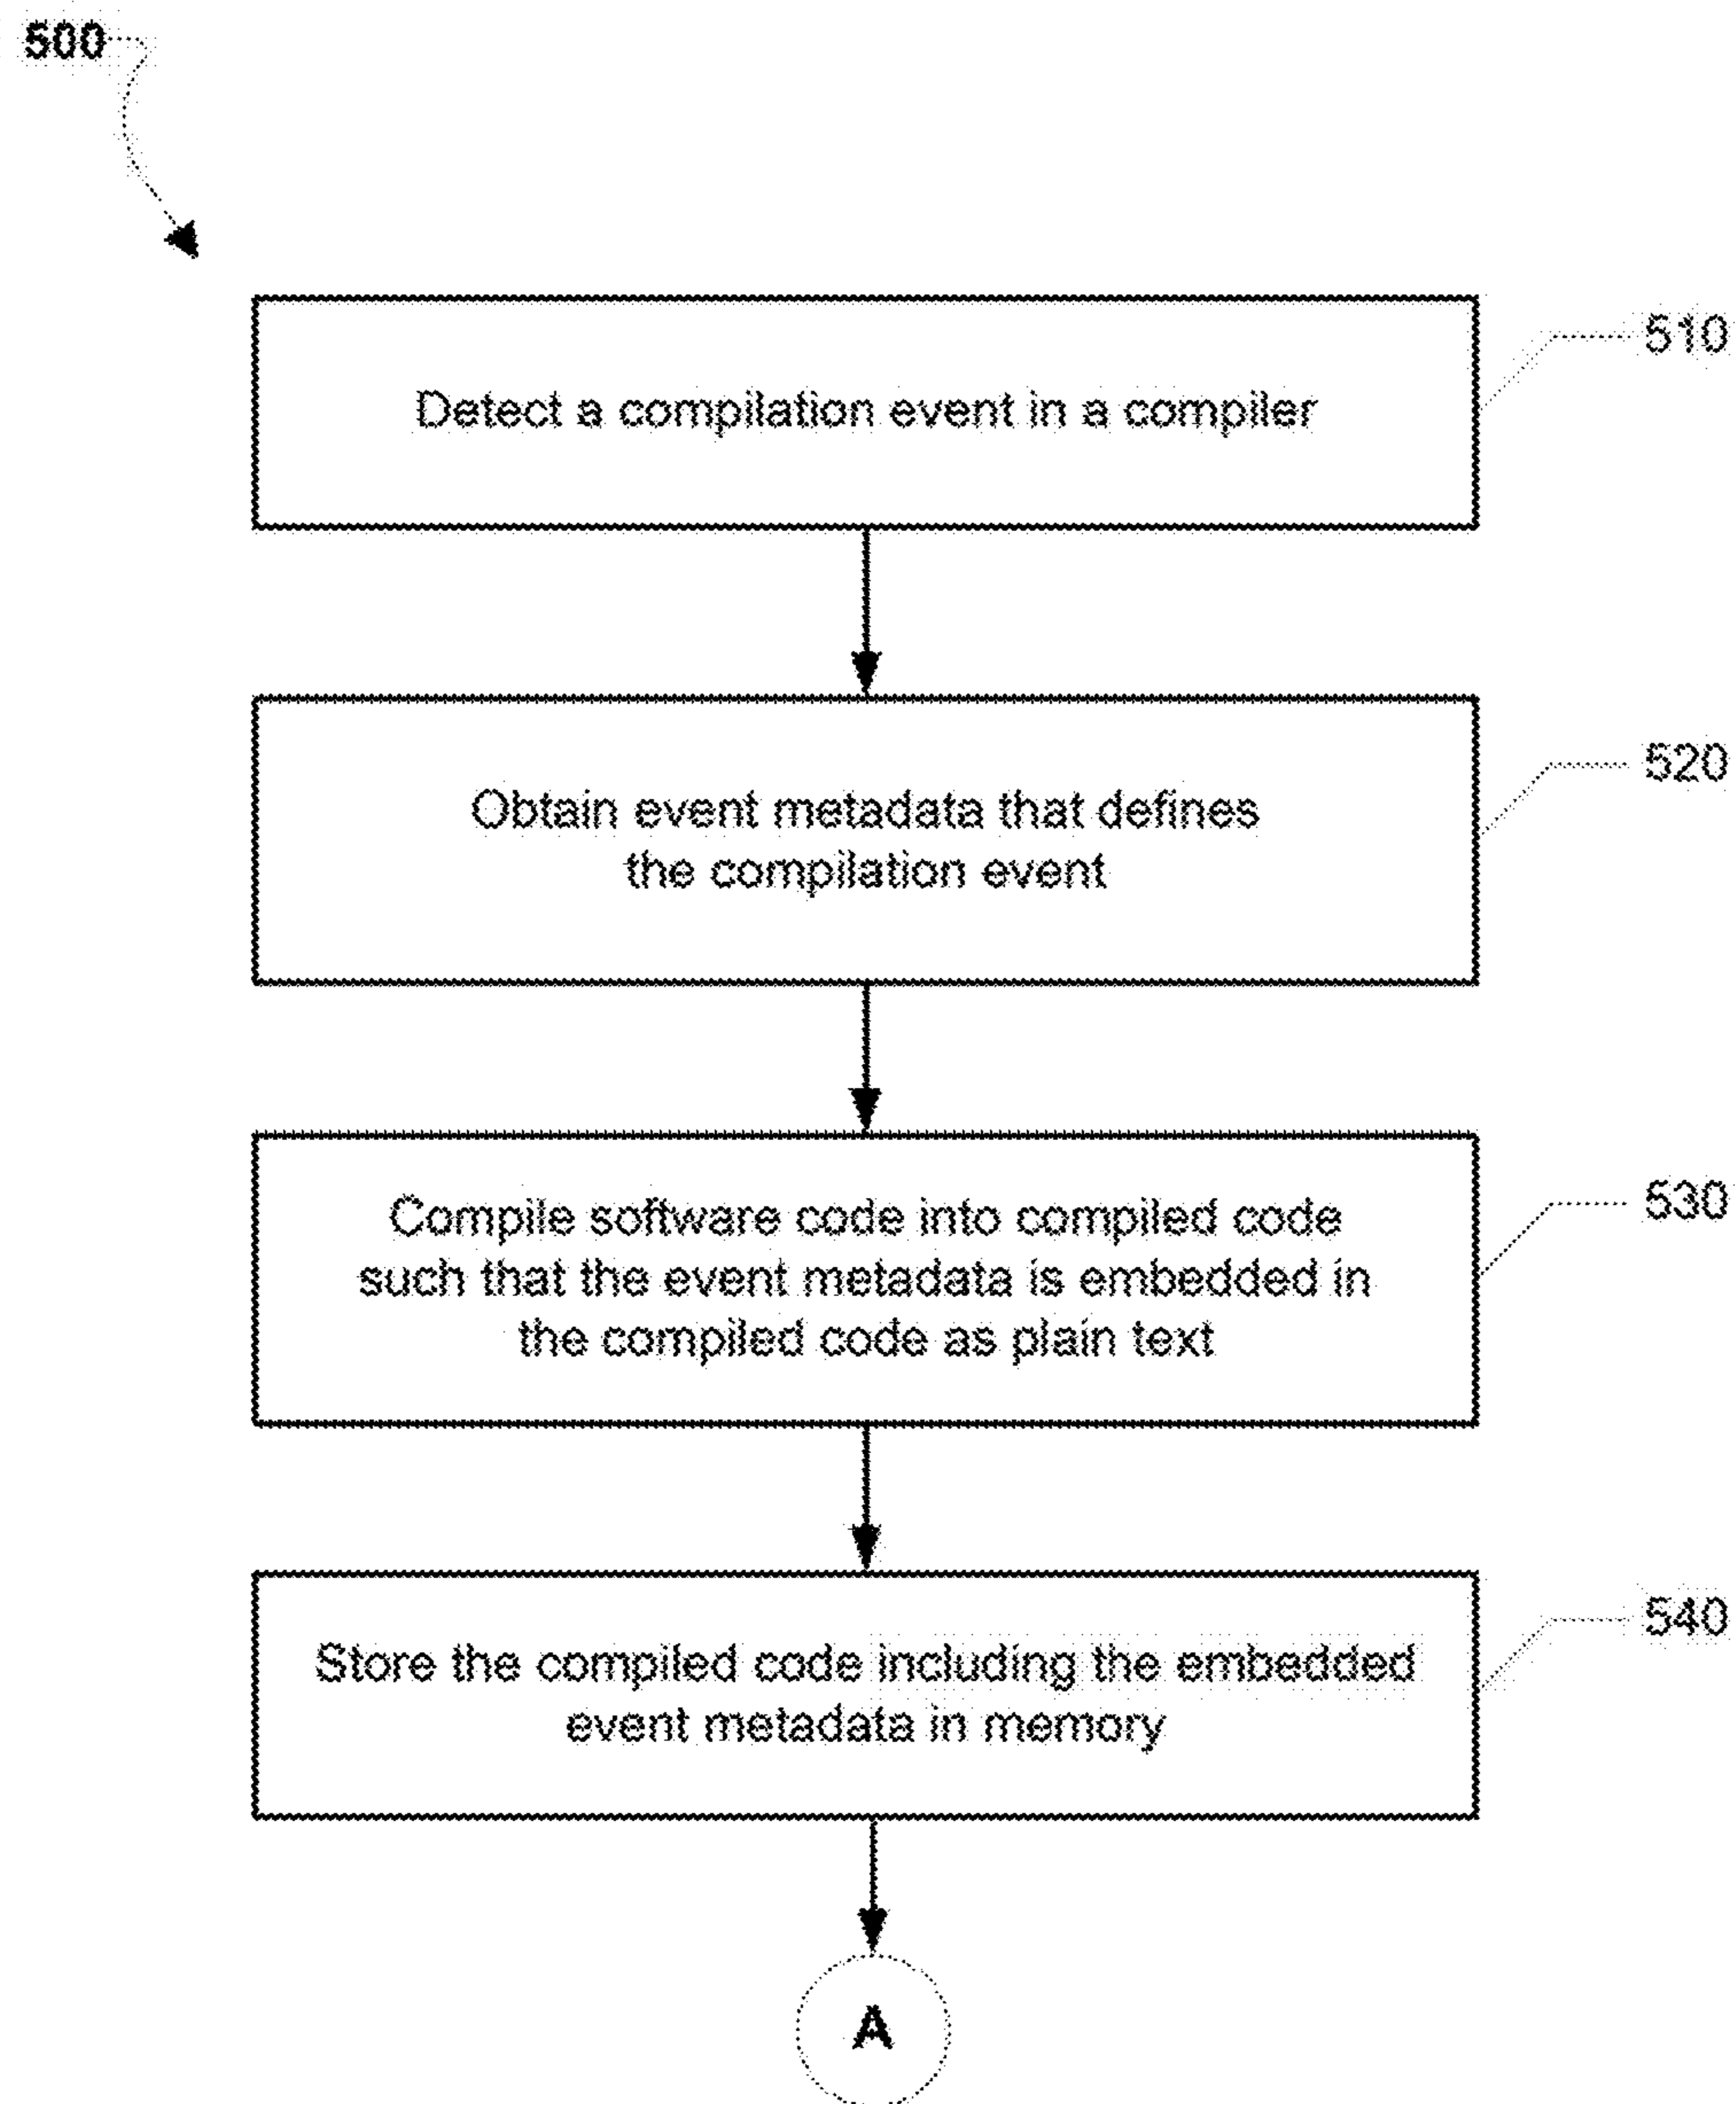 500
510
Detect a compilation event in a compiler
520
Obtain event metadata that defines
the compilation event
530
Compile software code into compiled code
such that the event metadata is embedded in
the compiled code as plain text
540
Store the compiled code including the embedded
event metadata in memory
A